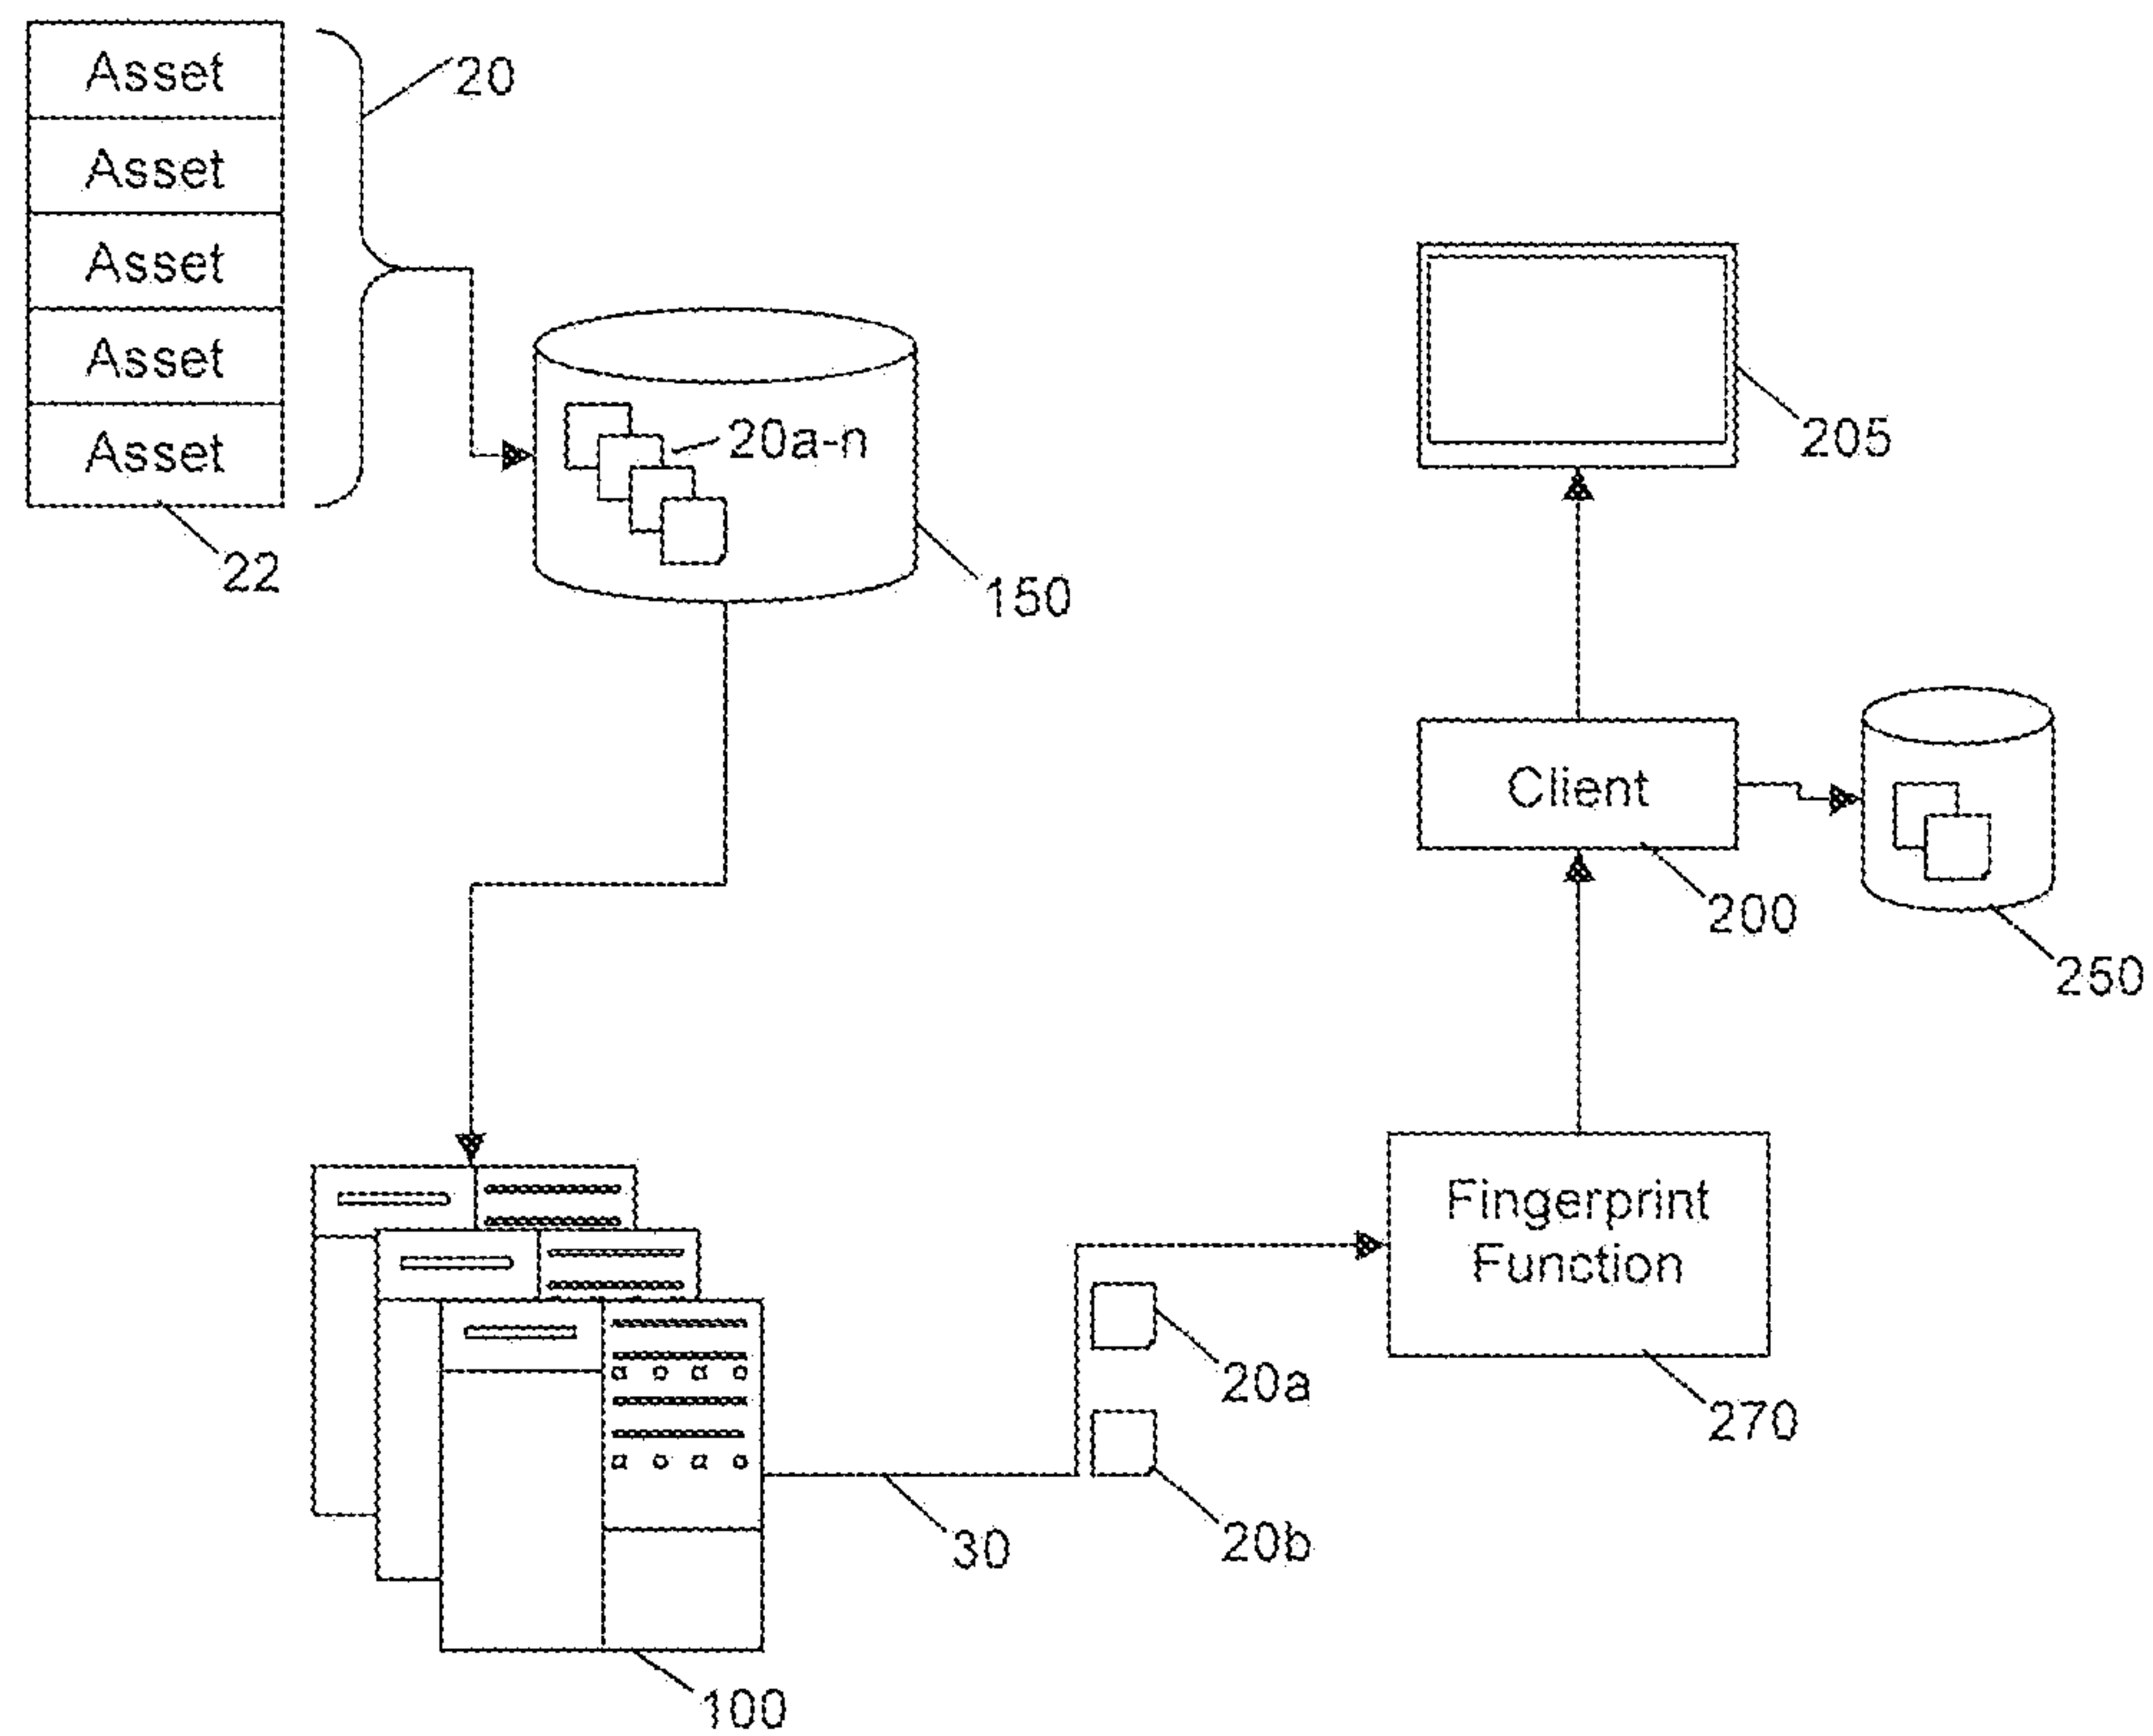 Asset
Asset
Asset
Asset
Asset
20
22
20a-n
150
205
Client
200
250
Fingerprint
Function
270
20a
20b
30
100